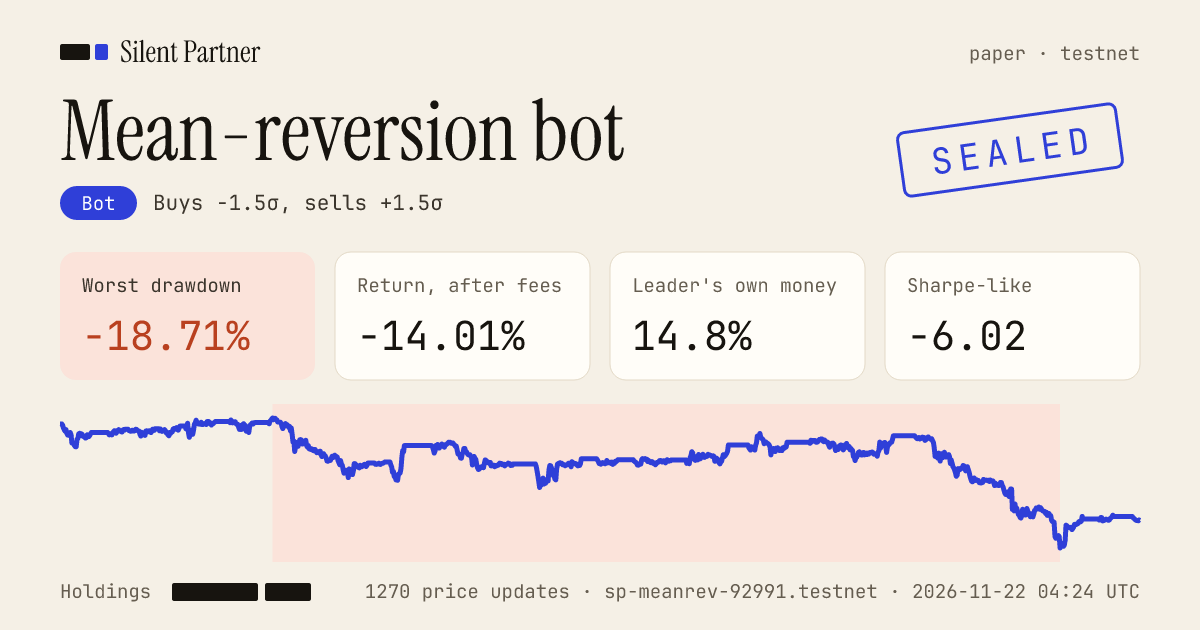 Silent Partner
paper · testnet
Mean-reversion bot
SEALED
Bot
Buys -1.5σ, sells +1.5σ
Worst drawdown
-18.71%
Return, after fees
-14.01%
Leader's own money
14.8%
Sharpe-like
-6.02
Holdings
1270 price updates · sp-meanrev-92991.testnet · 2026-11-22 04:24 UTC